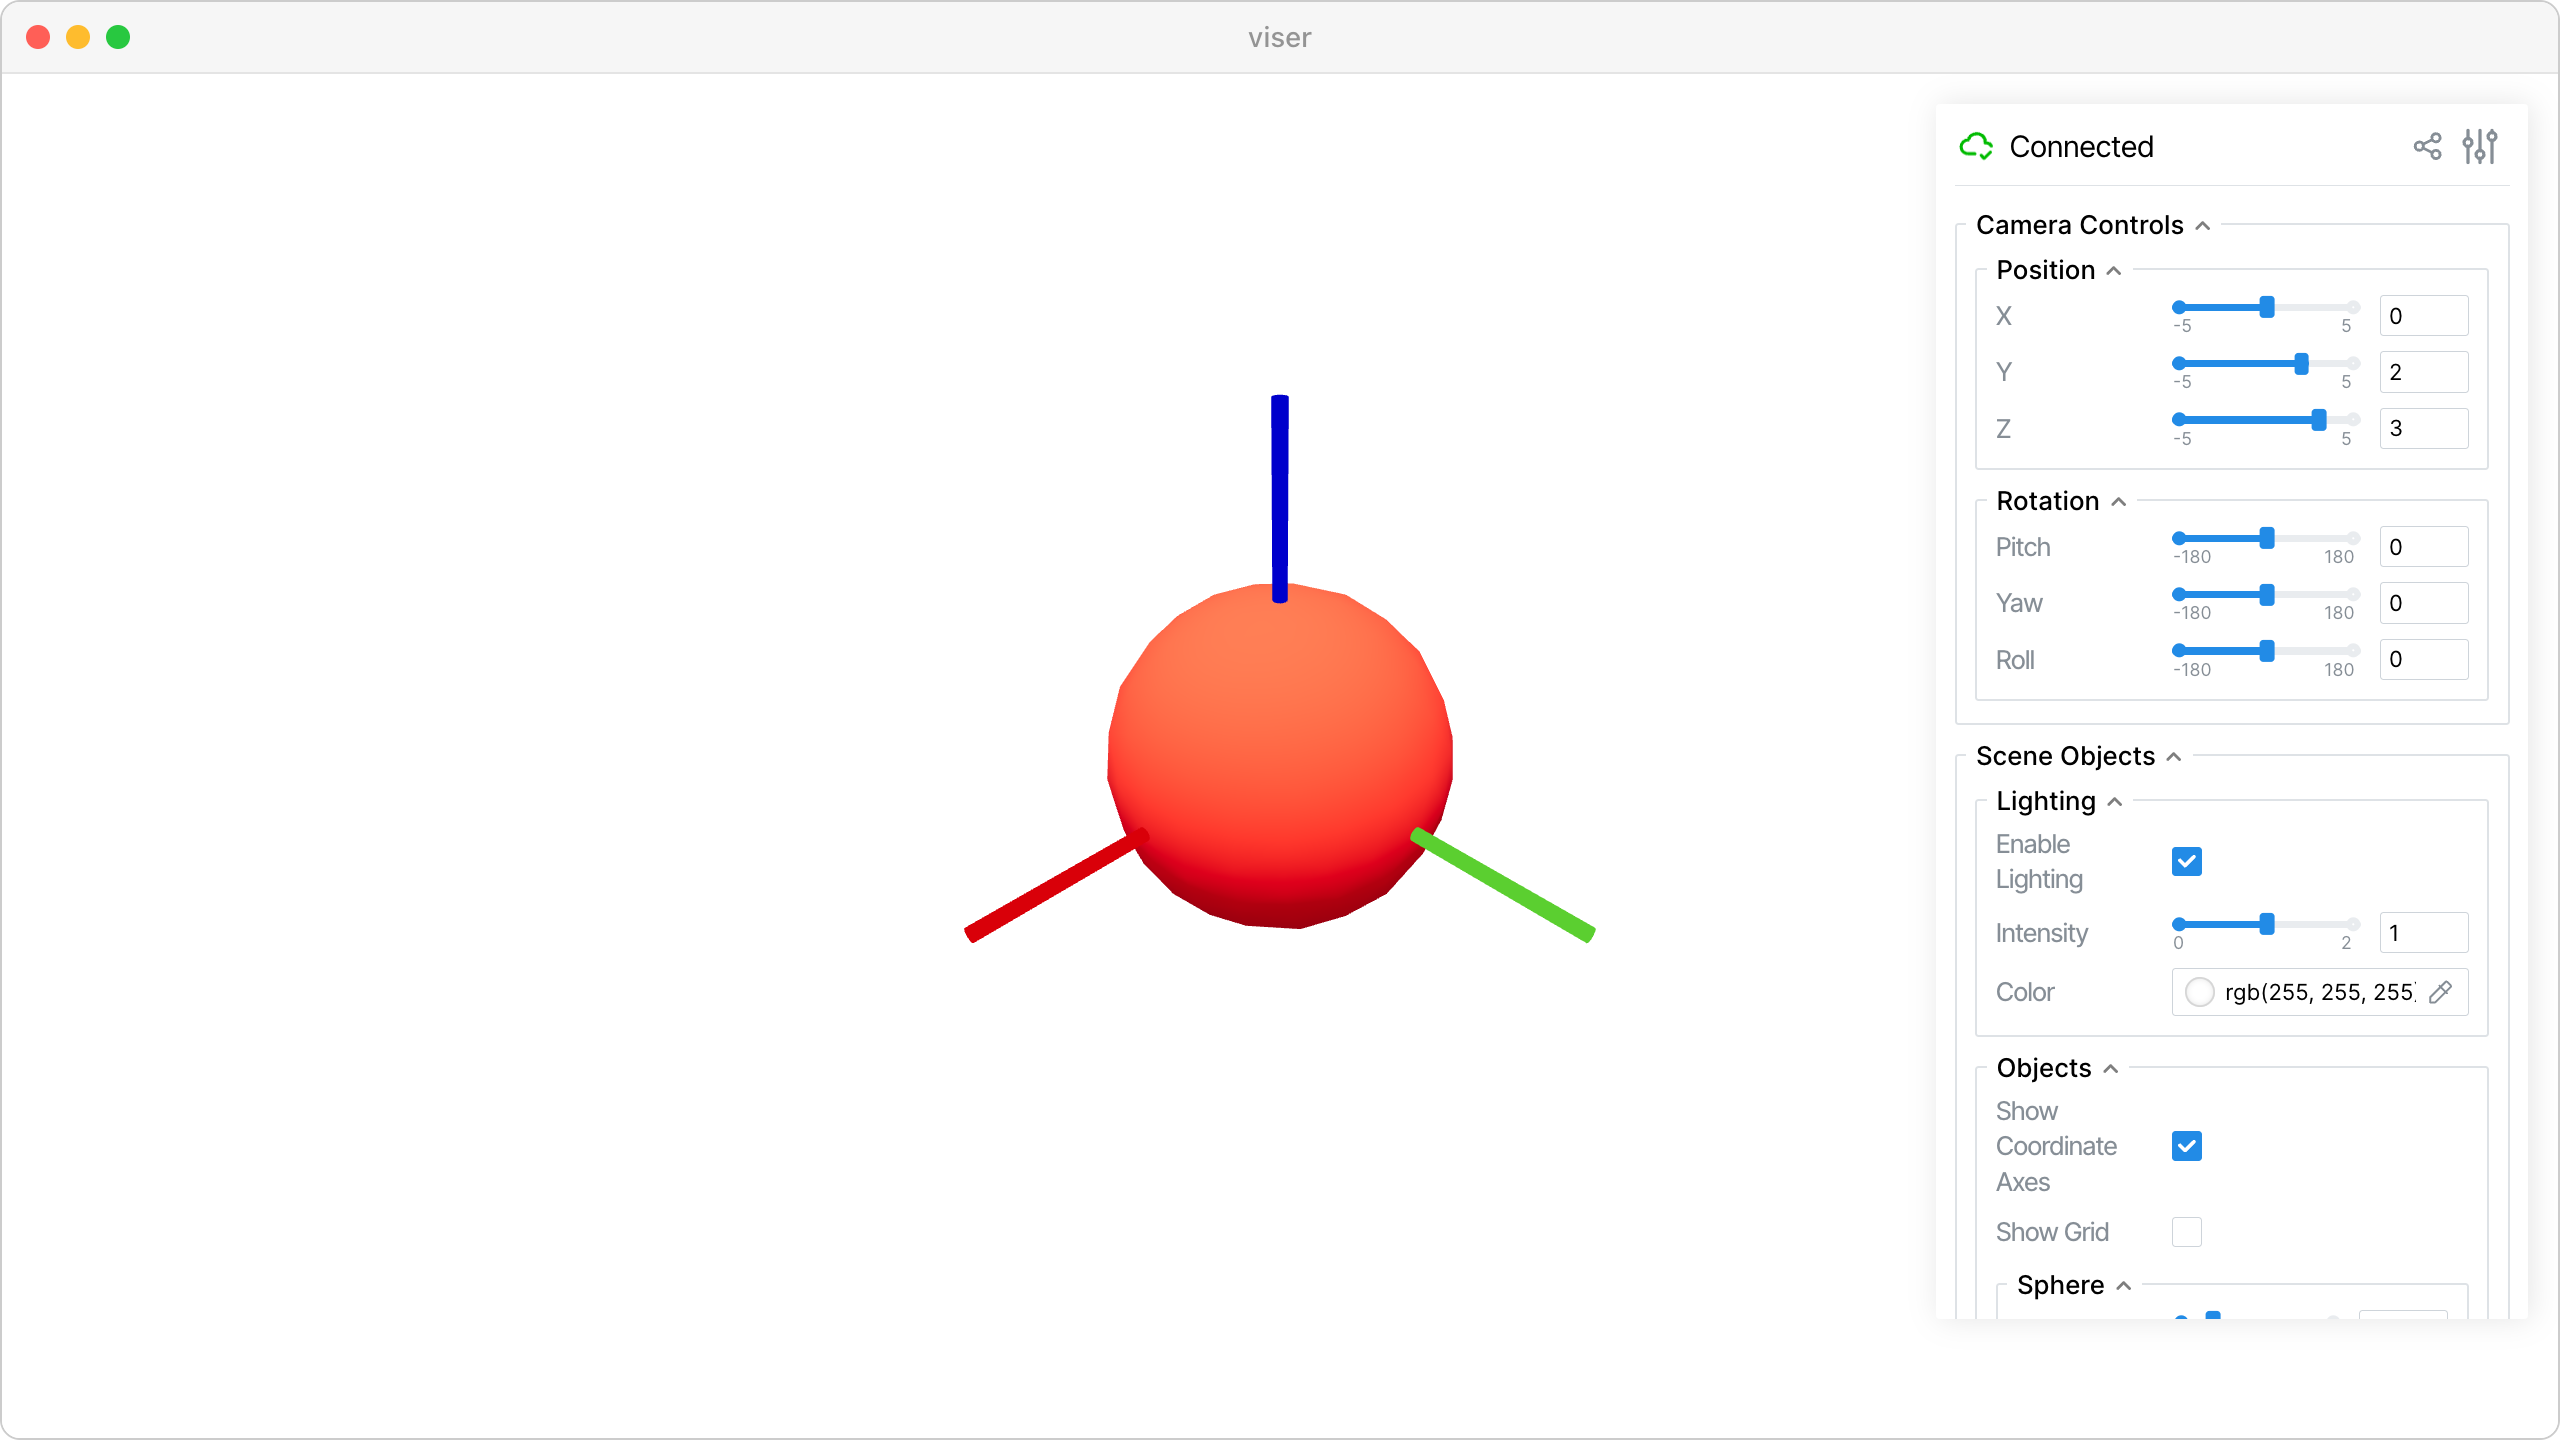 viser
Connected
Camera Controls
Position
X
-5
5
0
Y
-5
5
2
Z
-5
5
3
Rotation
Pitch
-180
180
0
Yaw
-180
180
0
Roll
-180
180
0
Scene Objects
Lighting
Enable
Lighting
Intensity
0
2
1
Color
rgb(255, 255, 255)
Objects
Show
Coordinate
Axes
Show Grid
Sphere